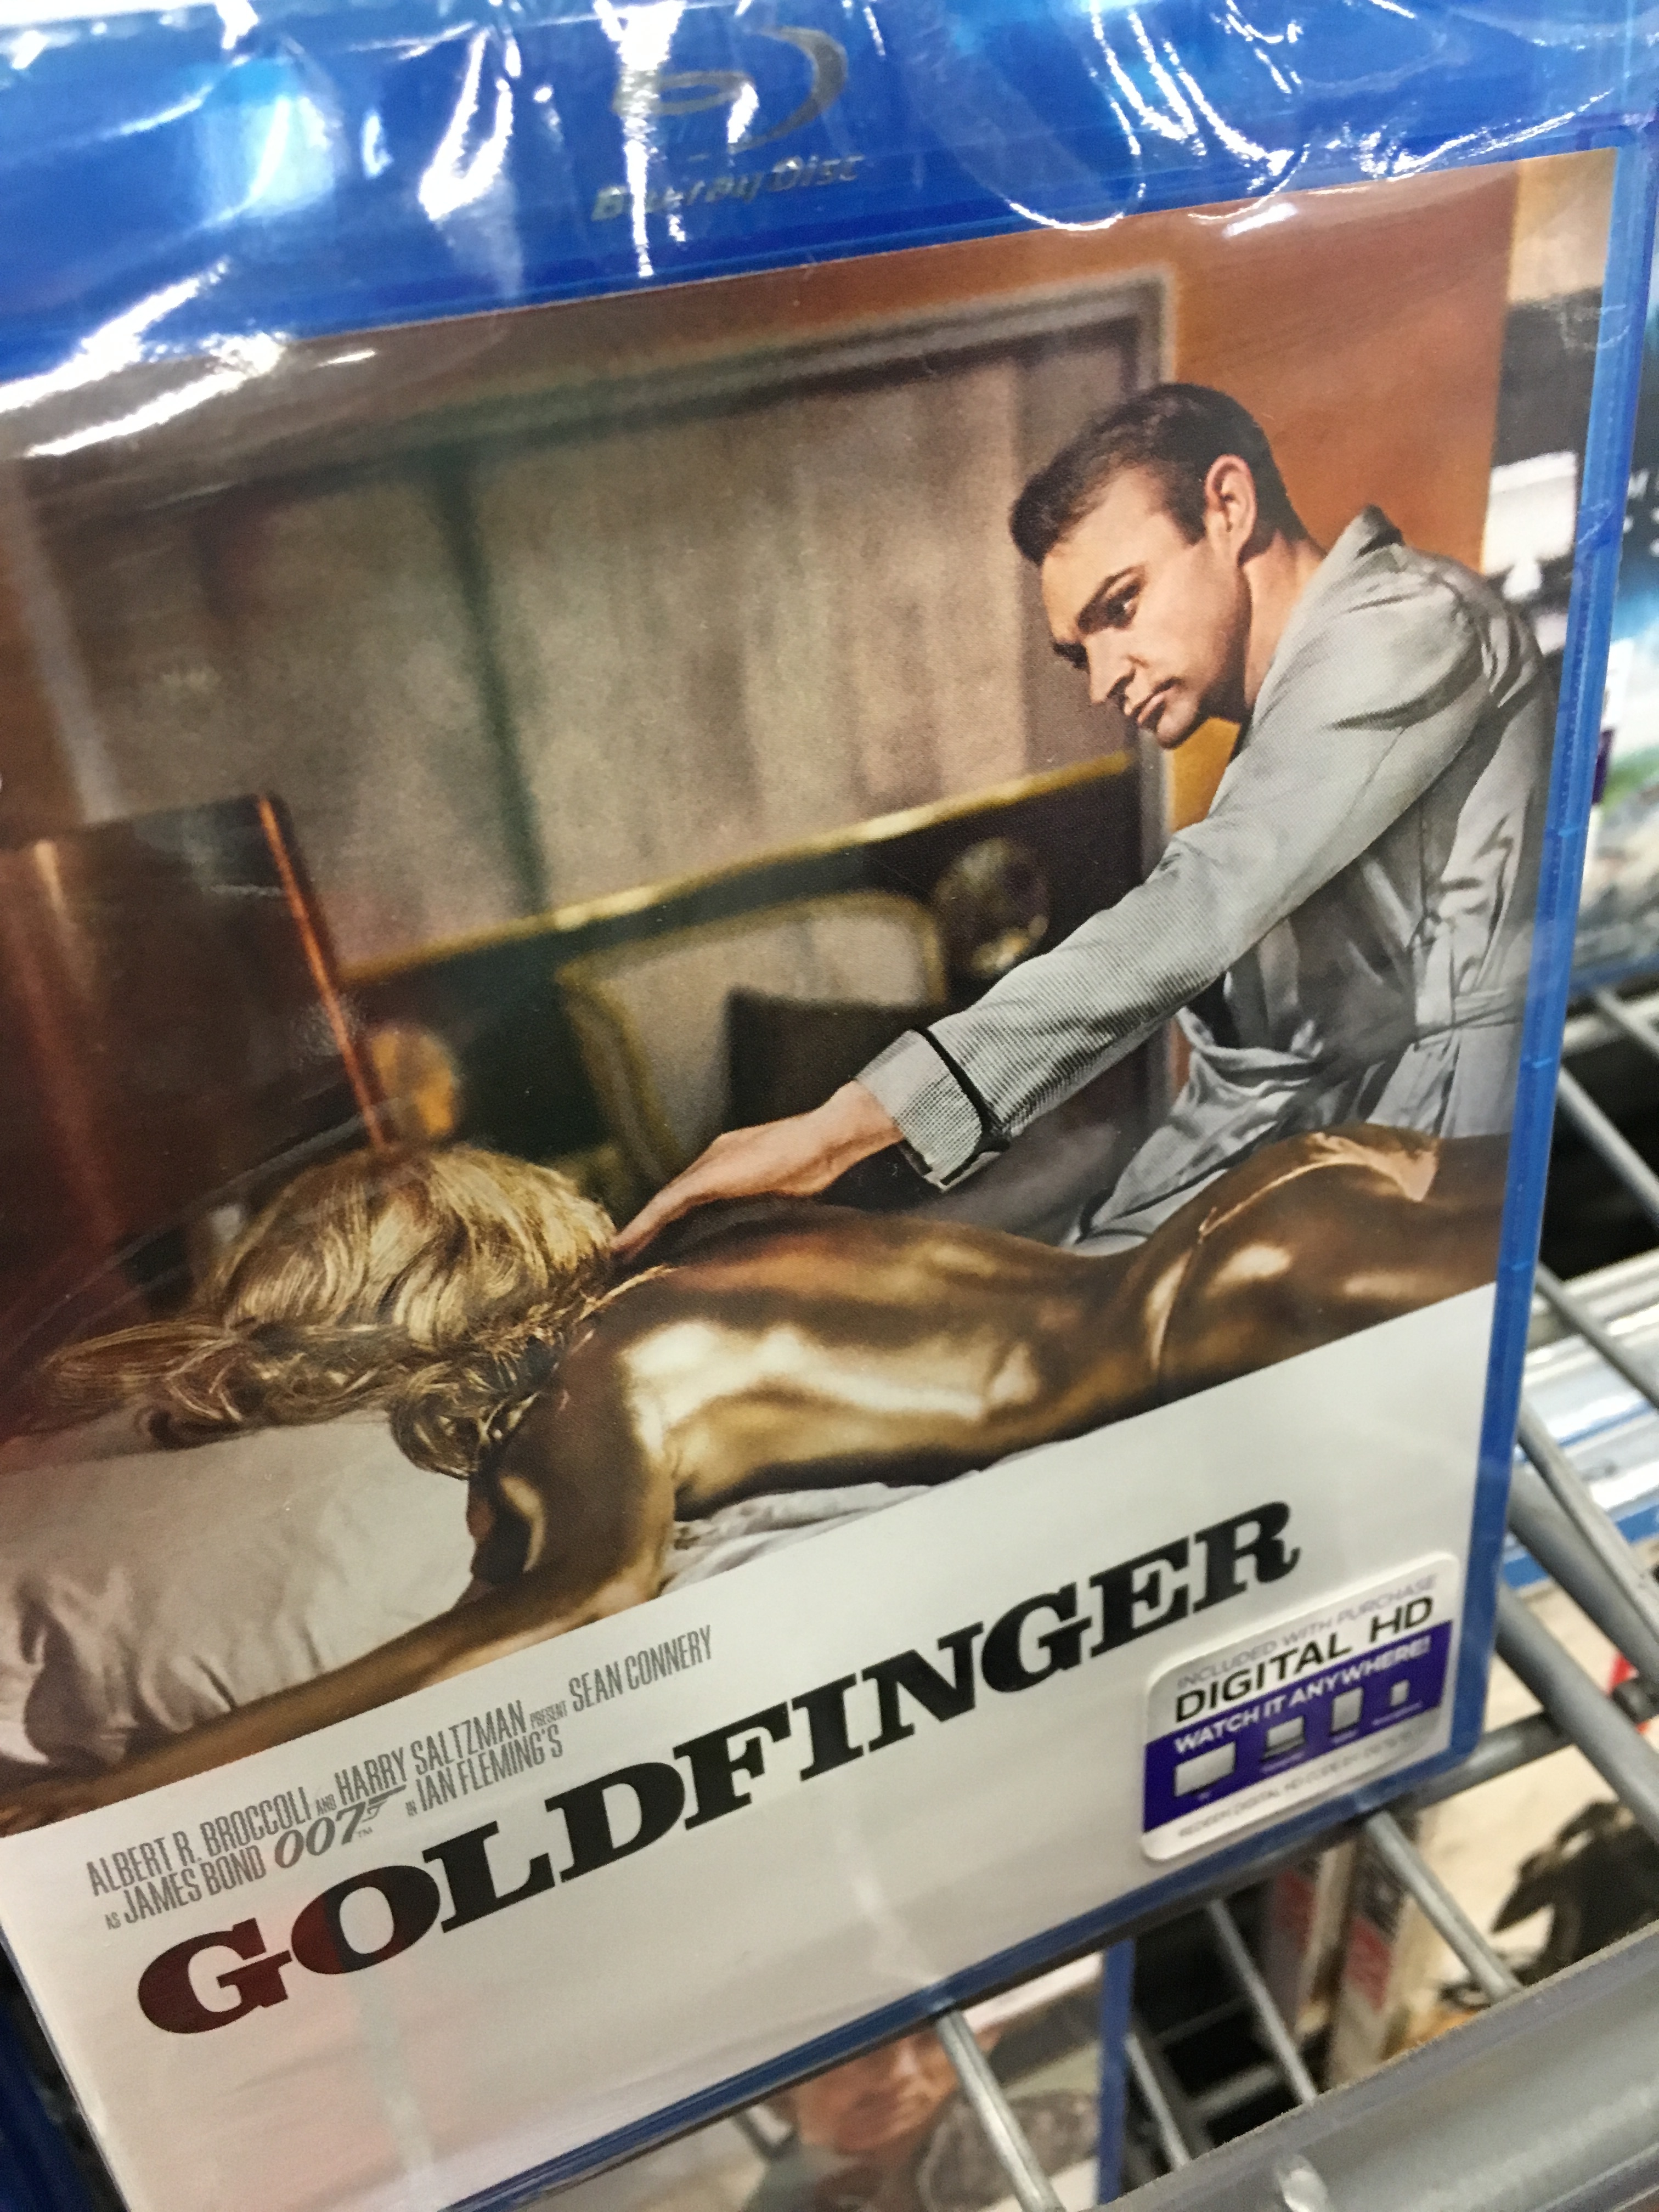 Blu-ray Disc
ALBERT R. BROCCOLI AND HARRY SALTZMAN PRESENT SEAN CONNERY
AS JAMES BOND 007™ IN IAN FLEMING'S
GOLDFINGER
INCLUDED WITH PURCHASE
DIGITAL HD
WATCH IT ANYWHERE!